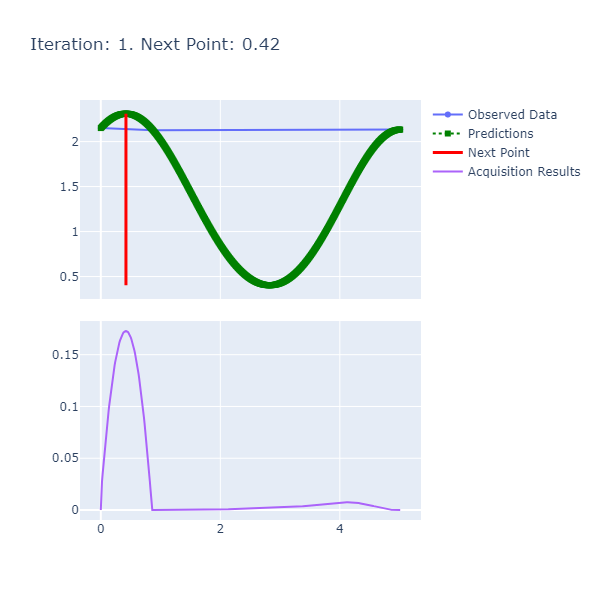 Iteration: 1. Next Point: 0.42
Observed Data
Predictions
Next Point
Acquisition Results
2
1.5
1
0.5
0.15
0.1
0.05
0
0 2 4